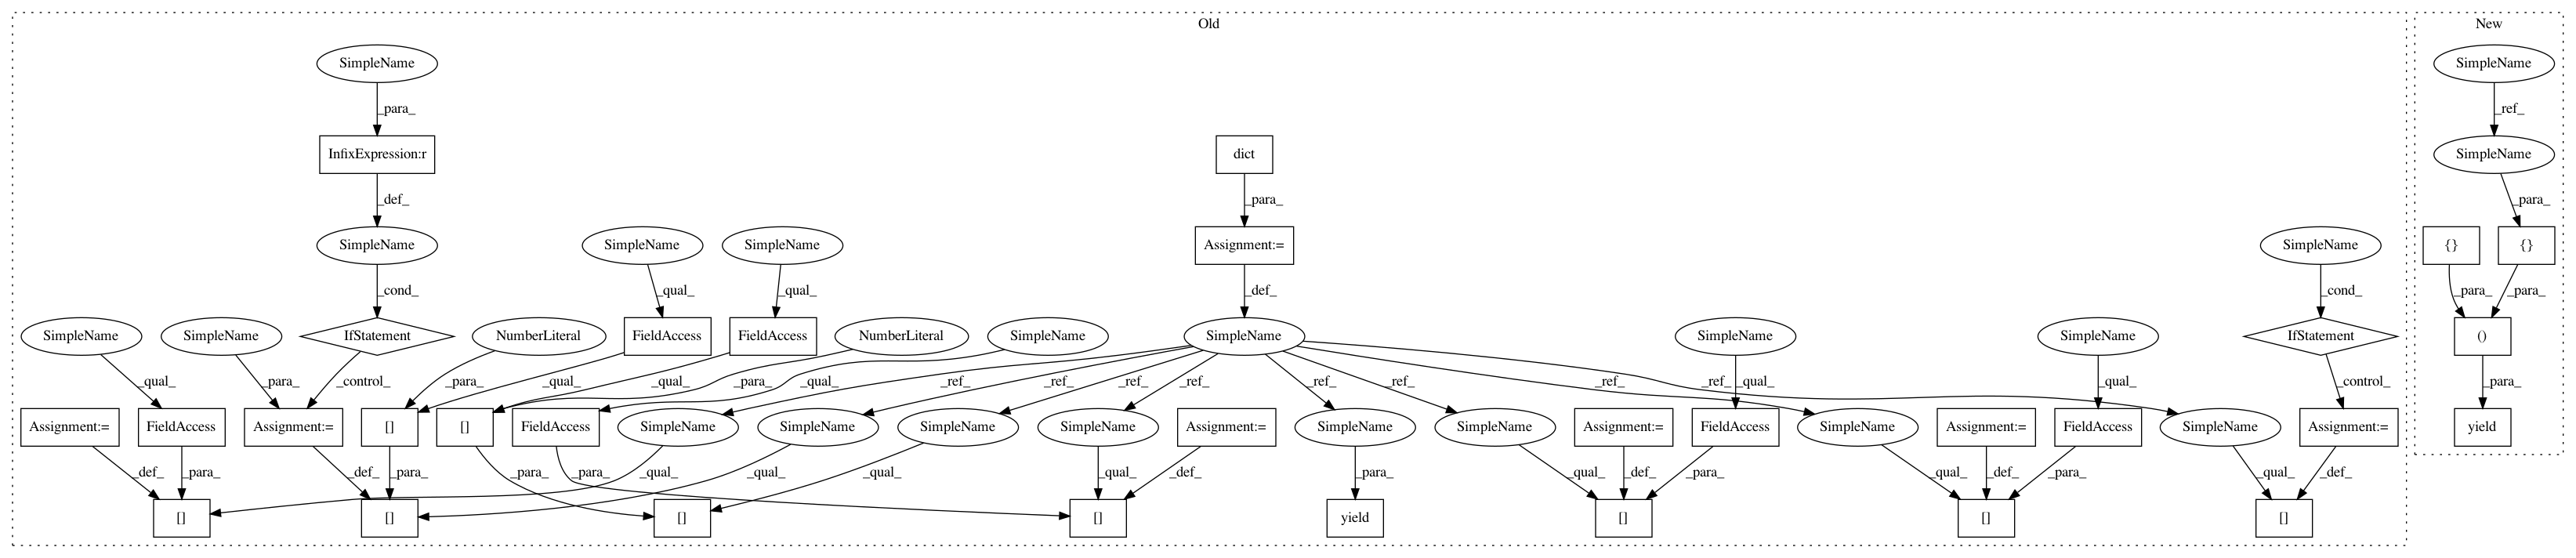 Old
New
SimpleName
SimpleName
_para_
_ref_
InfixExpression:r
dict
SimpleName
_def_
_para_
_para_
SimpleName
SimpleName
SimpleName
Assignment:=
SimpleName
{}
{}
_cond_
_qual_
_qual_
_def_
_cond_
_para_
_para_
SimpleName
SimpleName
IfStatement
NumberLiteral
FieldAccess
FieldAccess
NumberLiteral
SimpleName
SimpleName
SimpleName
SimpleName
IfStatement
()
_qual_
_para_
_control_
_para_
_qual_
_qual_
_para_
_qual_
_ref_
_ref_
_ref_
_ref_
_ref_
_ref_
_ref_
_ref_
_qual_
_qual_
_control_
_para_
Assignment:=
FieldAccess
Assignment:=
[]
[]
FieldAccess
SimpleName
SimpleName
SimpleName
SimpleName
Assignment:=
SimpleName
SimpleName
Assignment:=
FieldAccess
SimpleName
Assignment:=
FieldAccess
SimpleName
Assignment:=
yield
_def_
_para_
_def_
_para_
_para_
_para_
_qual_
_qual_
_qual_
_qual_
_def_
_para_
_qual_
_def_
_para_
_qual_
_def_
_para_
_qual_
_def_
[]
[]
[]
[]
yield
[]
[]
[]